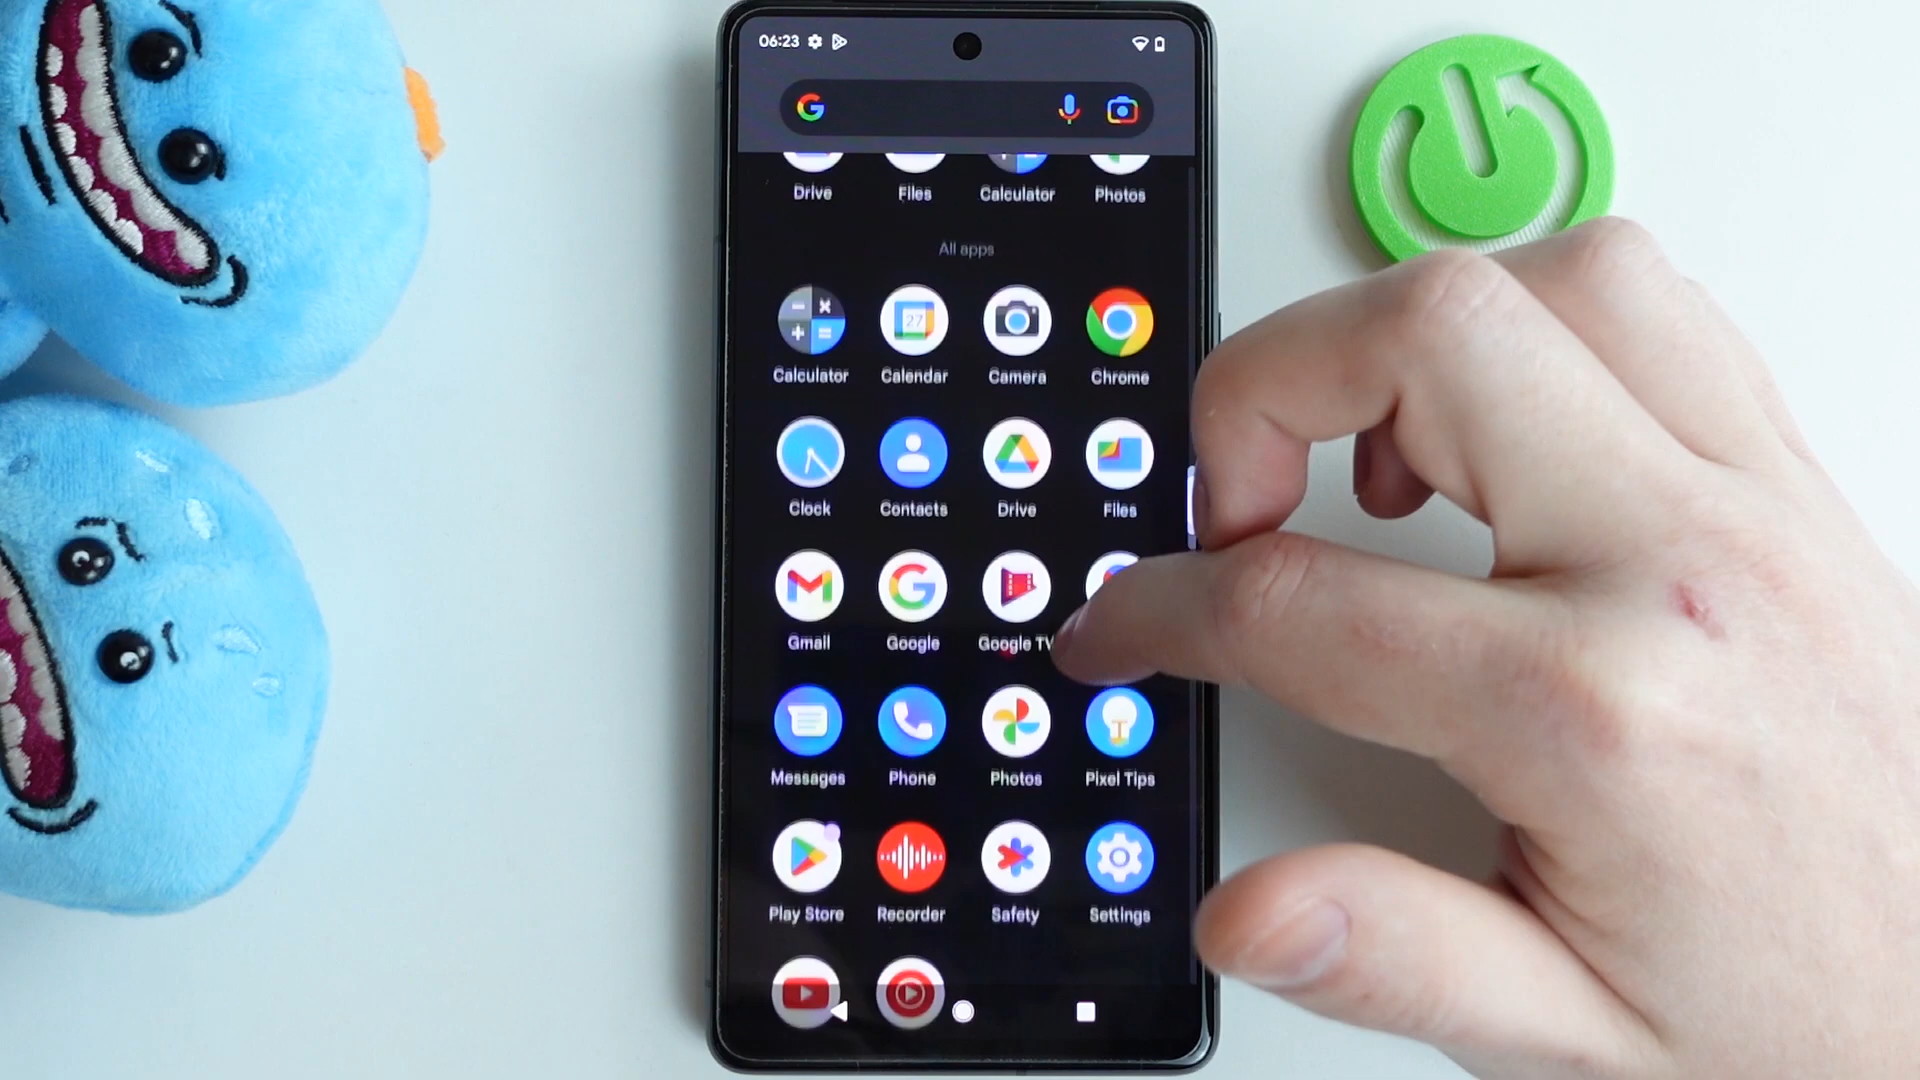 06:23
Drive Files Calculator Photos
All apps
27
Calculator Calendar Camera Chrome
Clock Contacts Drive Files
Gmail Google Google TV
Messages Phone Photos Pixel Tips
Play Store Recorder Safety Settings